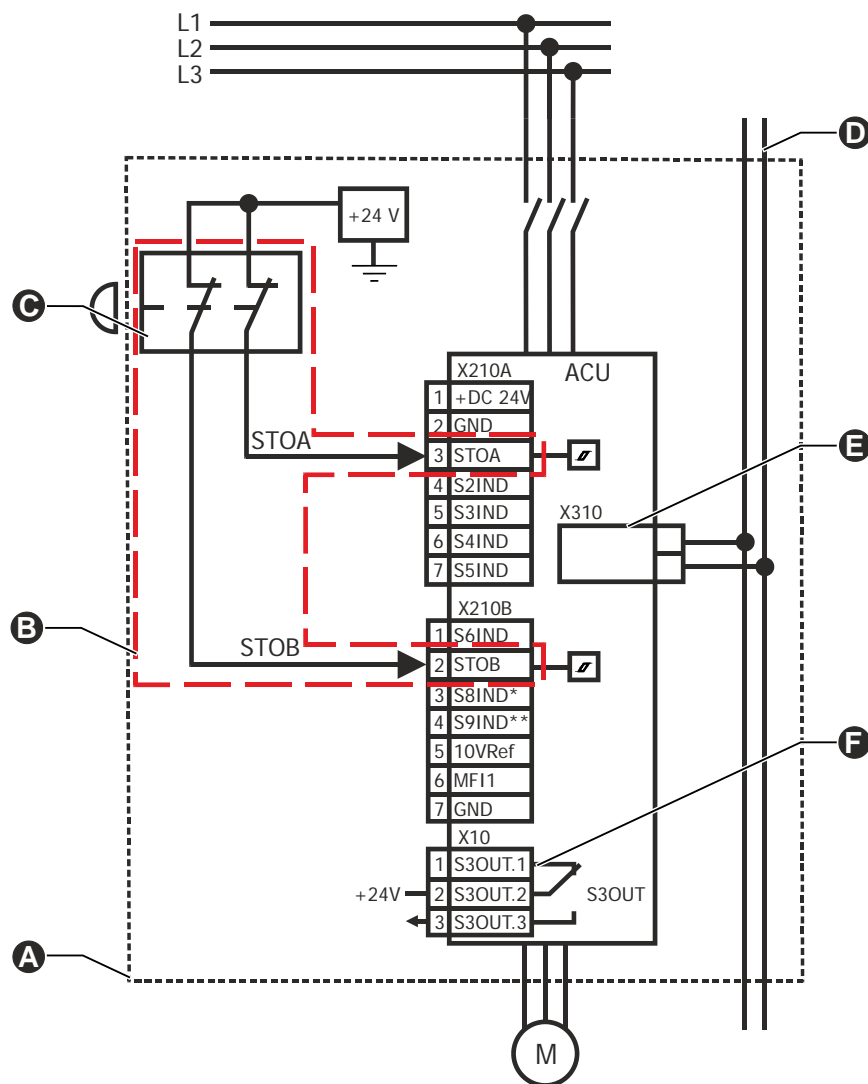 L1
L2
L3
D
+24 V
C
X210A
ACU
1 +DC 24V
2 GND
STOA
3 STOA
E
4 S2IND
X310
5 S3IND
6 S4IND
7 S5IND
X210B
B
1 S6IND
STOB
2 STOB
3 S8IND*
4 S9IND**
F
5 10VRef
6 MFI1
7 GND
X10
1 S3OUT.1
+24V
2 S3OUT.2
S3OUT
3 S3OUT.3
A
M